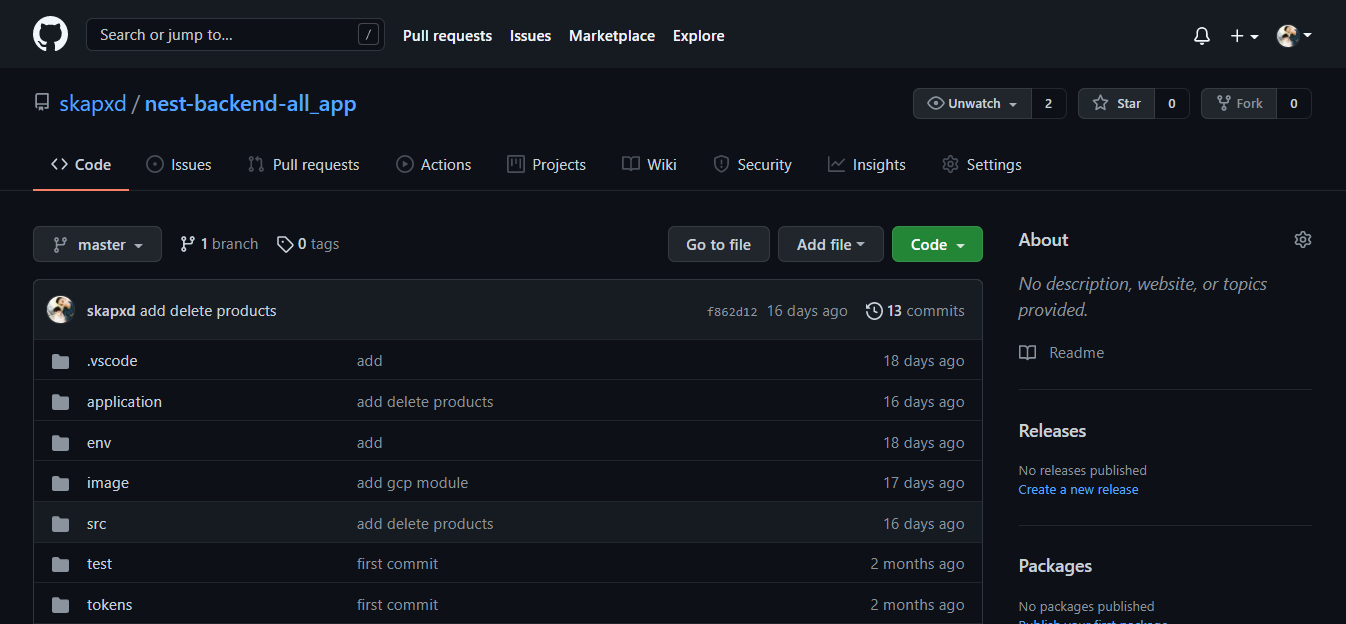 Search or jump to... / Pull requests Issues Marketplace Explore
skapxd / nest-backend-all_app Unwatch 2 Star 0 Fork 0
Code Issues Pull requests Actions Projects Wiki Security Insights Settings
master 1 branch 0 tags Go to file Add file Code
skapxd add delete products f862d12 16 days ago 13 commits
.vscode add 18 days ago
application add delete products 16 days ago
env add 18 days ago
image add gcp module 17 days ago
src add delete products 16 days ago
test first commit 2 months ago
tokens first commit 2 months ago
About
No description, website, or topics
provided.
Readme
Releases
No releases published
Create a new release
Packages
No packages published
Publish your first package